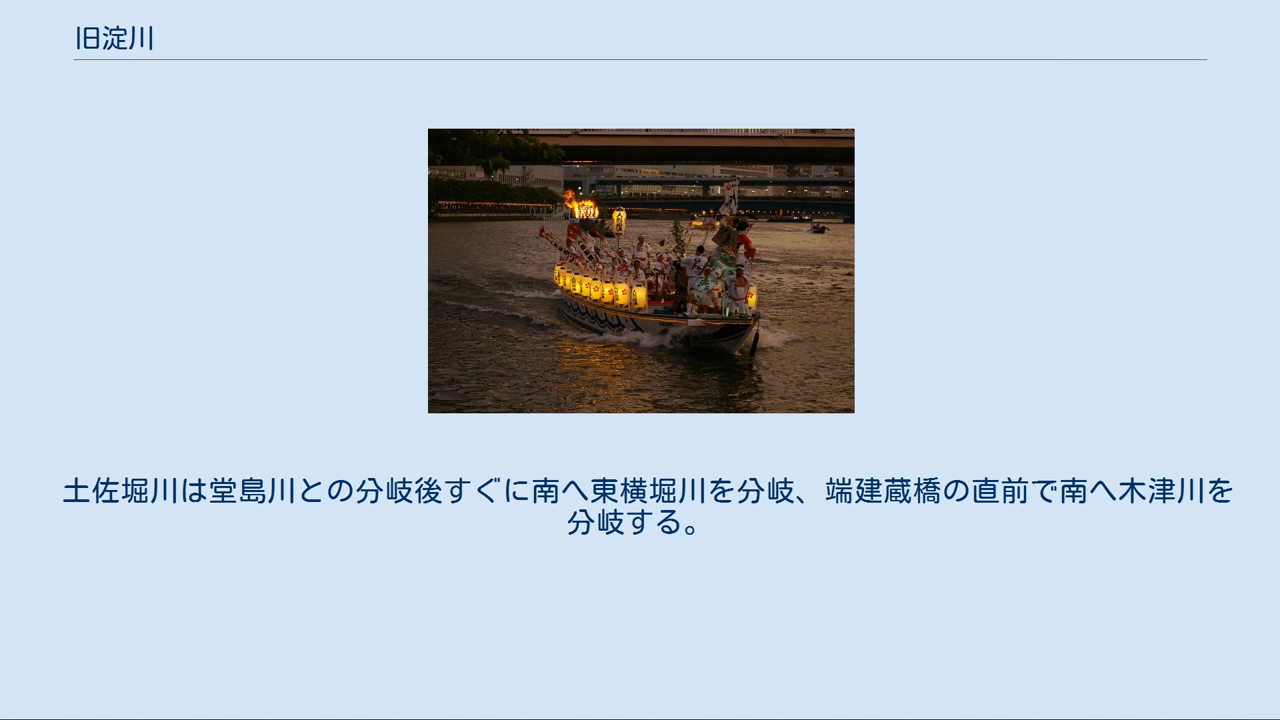 旧淀川
土佐堀川は堂島川との分岐後すぐに南へ東横堀川を分岐、端建蔵橋の直前で南へ木津川を
分岐する。